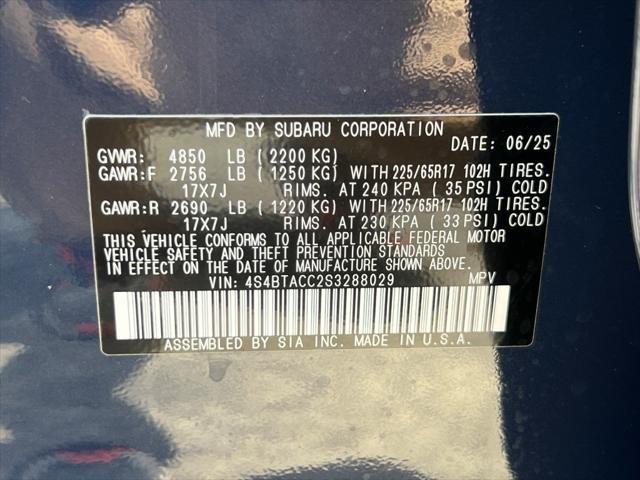 MFD BY SUBARU CORPORATION DATE: 06/25
GVWR: 4850 LB (2200 KG)
GAWR:F 2756 LB (1250 KG) WITH 225/65R17 102H TIRES.
17X7J RIMS. AT 240 KPA (35 PSI) COLD
GAWR:R 2690 LB (1220 KG) WITH 225/65R17 102H TIRES.
17X7J RIMS. AT 230 KPA (33 PSI) COLD
THIS VEHICLE CONFORMS TO ALL APPLICABLE FEDERAL MOTOR
VEHICLE SAFETY AND THEFT PREVENTION STANDARDS
IN EFFECT ON THE DATE OF MANUFACTURE SHOWN ABOVE.
VIN: 4S4BTACC2S3288029 MPV
ASSEMBLED BY SIA INC. MADE IN U.S.A.